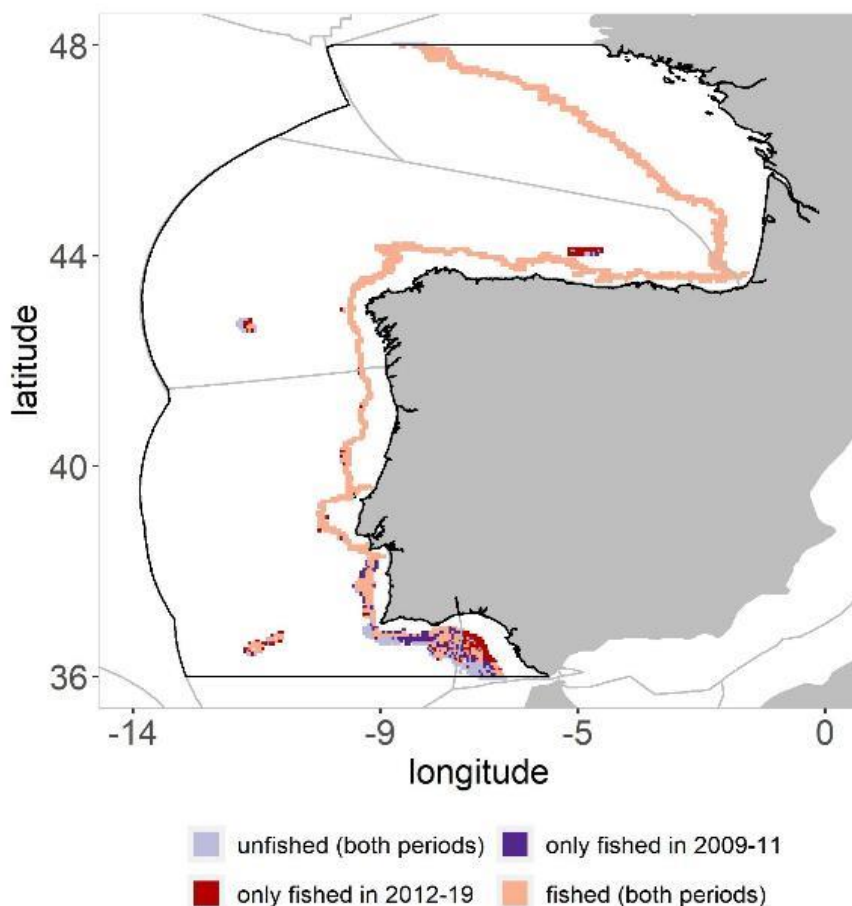 48
44
40
36
latitude
-14 -9 -5 0
longitude
unfished (both periods) only fished in 2009-11
only fished in 2012-19 fished (both periods)